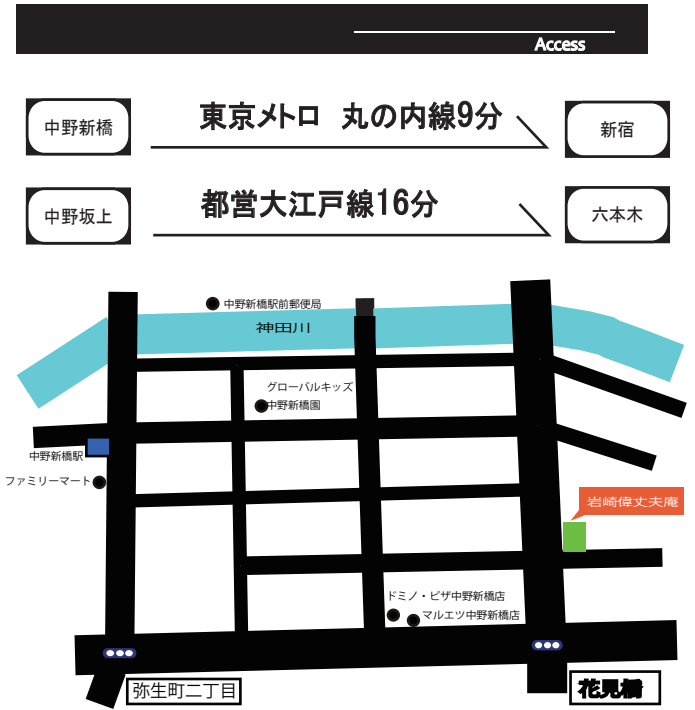 Access
中野新橋
東京メトロ 丸の内線9分
新宿
中野坂上
都営大江戸線16分
六本木
中野新橋駅前郵便局
神田川
グローバルキッズ
中野新橋園
中野新橋駅
ファミリーマート
岩崎偉丈夫庵
ドミノ・ピザ中野新橋店
マルエツ中野新橋店
弥生町二丁目
花見橋